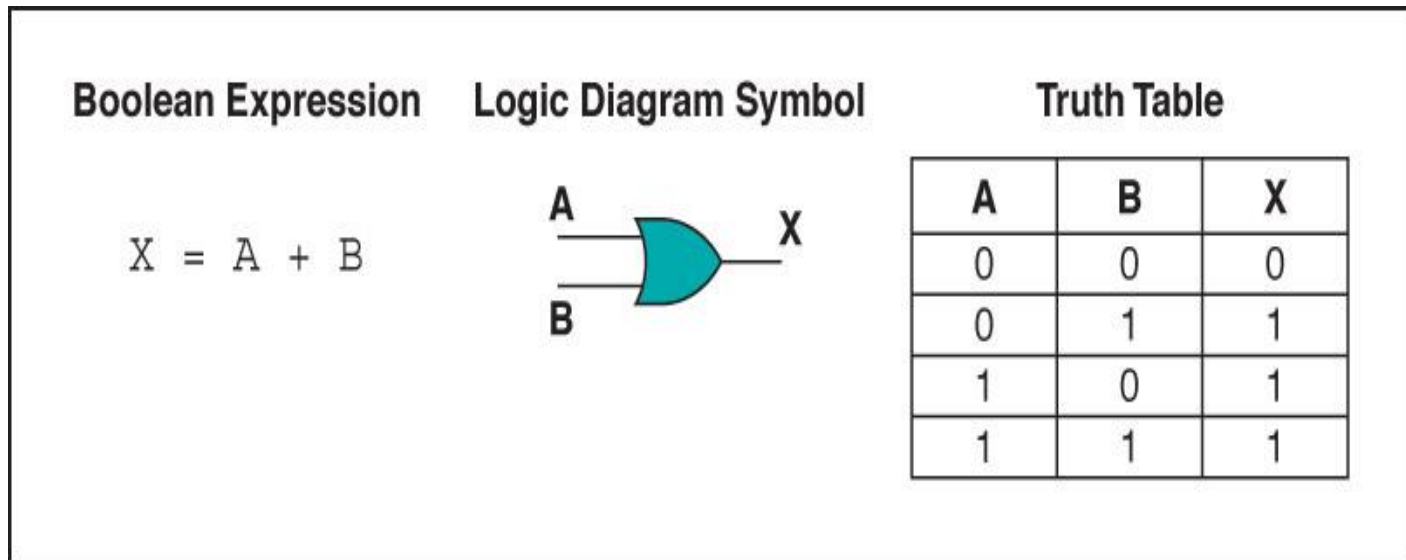 Boolean Expression Logic Diagram Symbol Truth Table
X = A + B
A
B
X
A B X
0 0 0
0 1 1
1 0 1
1 1 1